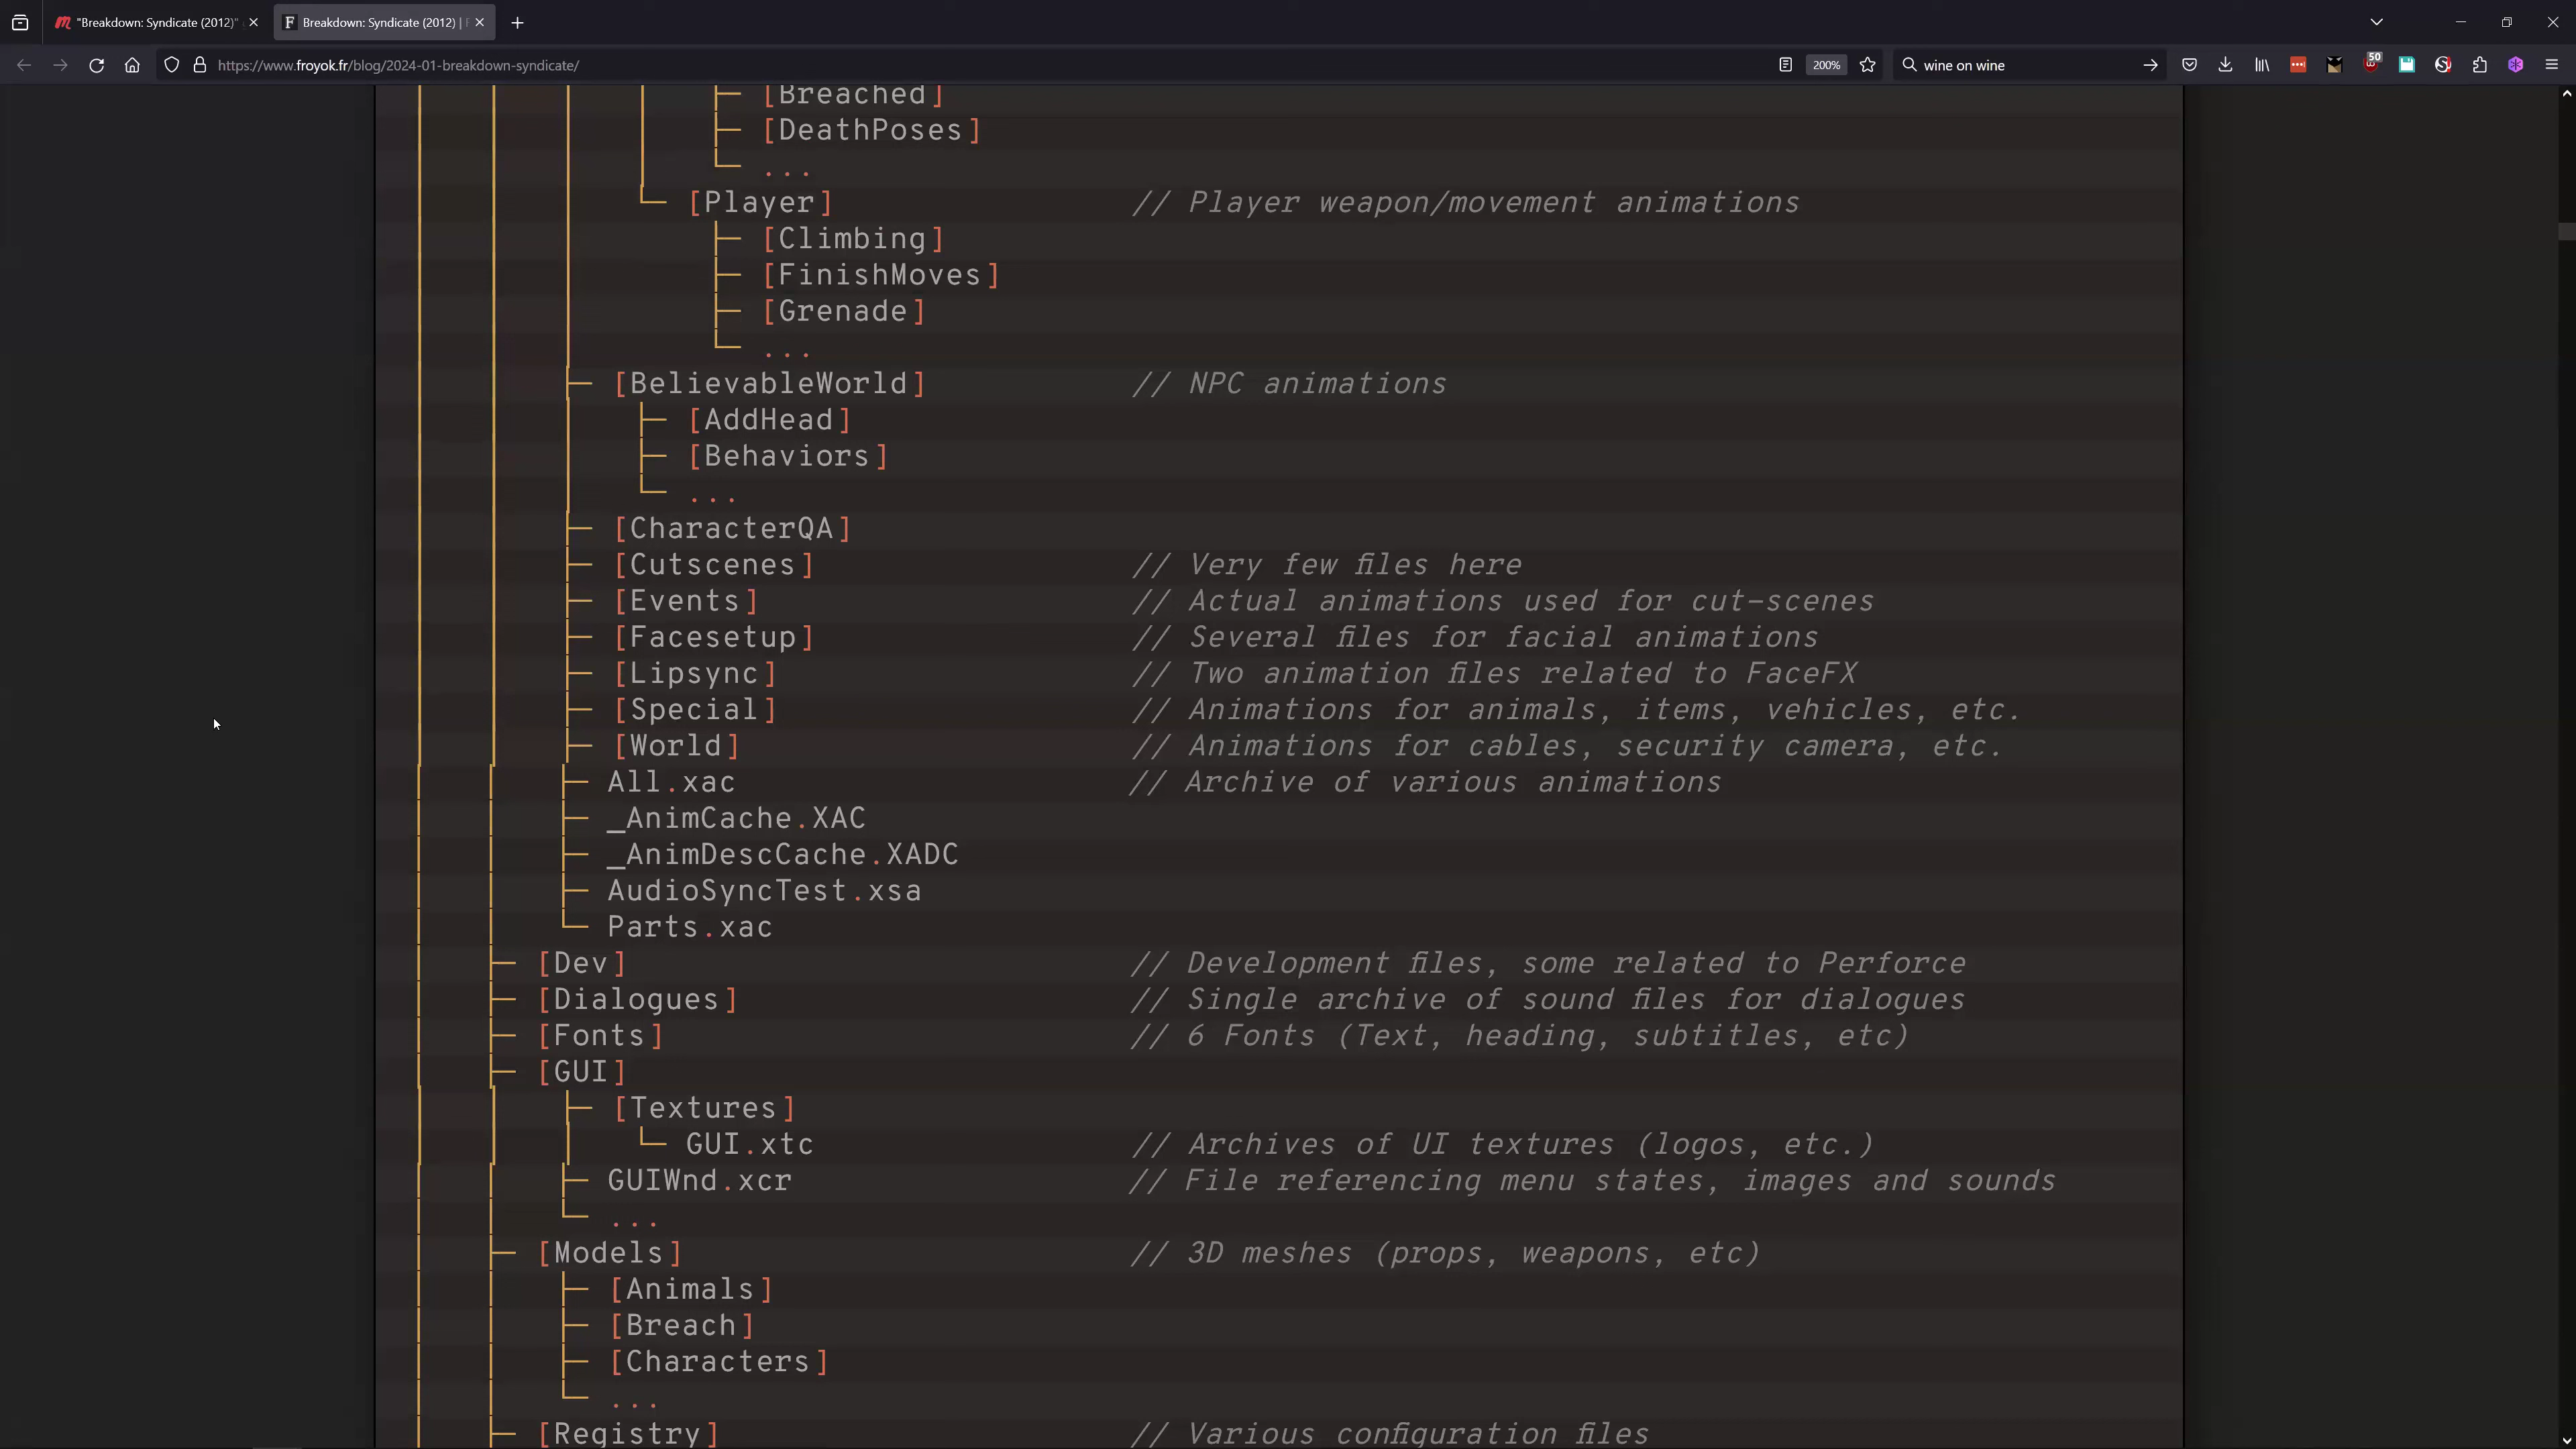 "Breakdown: Syndicate (2012)"
Breakdown: Syndicate (2012) |
https://www.froyok.fr/blog/2024-01-breakdown-syndicate/
200%
wine on wine
50
├─ [Breached]
├─ [DeathPoses]
└─ ...
└─ [Player] // Player weapon/movement animations
├─ [Climbing]
├─ [FinishMoves]
├─ [Grenade]
└─ ...
├─ [BelievableWorld] // NPC animations
├─ [AddHead]
├─ [Behaviors]
└─ ...
├─ [CharacterQA]
├─ [Cutscenes] // Very few files here
├─ [Events] // Actual animations used for cut-scenes
├─ [Facesetup] // Several files for facial animations
├─ [Lipsync] // Two animation files related to FaceFX
├─ [Special] // Animations for animals, items, vehicles, etc.
├─ [World] // Animations for cables, security camera, etc.
├─ All.xac // Archive of various animations
├─ _AnimCache.XAC
├─ _AnimDescCache.XADC
├─ AudioSyncTest.xsa
└─ Parts.xac
├─ [Dev] // Development files, some related to Perforce
├─ [Dialogues] // Single archive of sound files for dialogues
├─ [Fonts] // 6 Fonts (Text, heading, subtitles, etc)
├─ [GUI]
├─ [Textures]
└─ GUI.xtc // Archives of UI textures (logos, etc.)
├─ GUIWnd.xcr // File referencing menu states, images and sounds
└─ ...
├─ [Models] // 3D meshes (props, weapons, etc)
├─ [Animals]
├─ [Breach]
├─ [Characters]
└─ ...
├─ [Registry] // Various configuration files